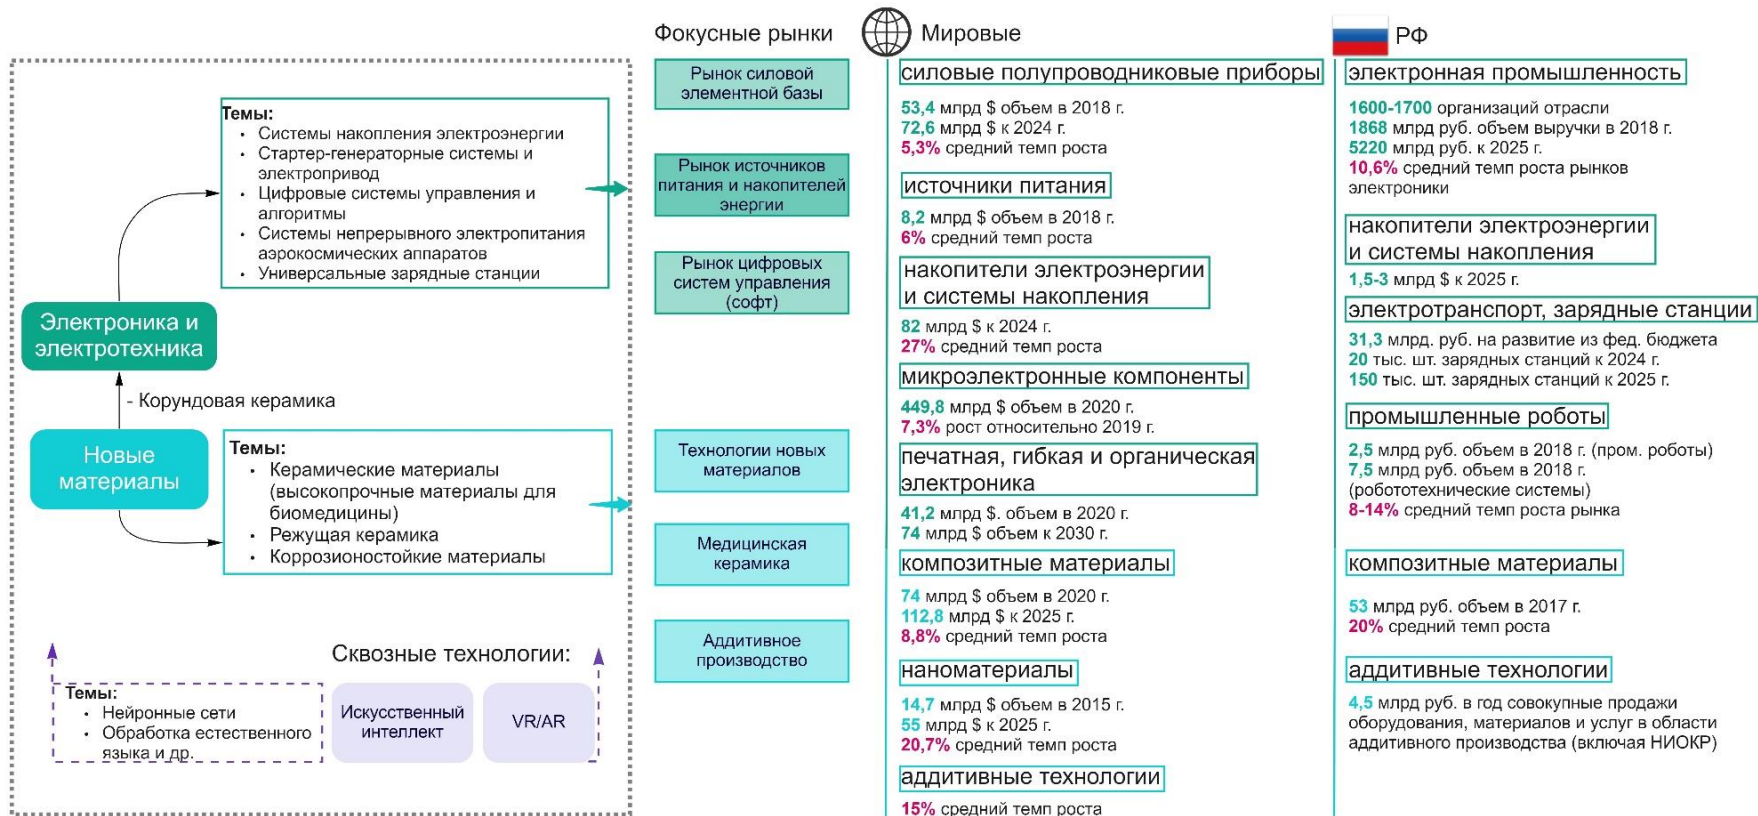 Фокусные рынки
Мировые
РФ
Темы:
• Системы накопления электроэнергии
• Стартер-генераторные системы и
электропривод
• Цифровые системы управления и
алгоритмы
• Системы непрерывного электропитания
аэрокосмических аппаратов
• Универсальные зарядные станции
Электроника и
электротехника
- Корундовая керамика
Новые
материалы
Темы:
• Керамические материалы
(высокопрочные материалы для
биомедицины)
• Режущая керамика
• Коррозионостойкие материалы
Сквозные технологии:
Темы:
• Нейронные сети
• Обработка естественного
языка и др.
Искусственный
интеллект
VR/AR
Рынок силовой
элементной базы
Рынок источников
питания и накопителей
энергии
Рынок цифровых
систем управления
(софт)
Технологии новых
материалов
Медицинская
керамика
Аддитивное
производство
силовые полупроводниковые приборы
53,4 млрд $ объем в 2018 г.
72,6 млрд $ к 2024 г.
5,3% средний темп роста
источники питания
8,2 млрд $ объем в 2018 г.
6% средний темп роста
накопители электроэнергии
и системы накопления
82 млрд $ к 2024 г.
27% средний темп роста
микроэлектронные компоненты
449,8 млрд $ объем в 2020 г.
7,3% рост относительно 2019 г.
печатная, гибкая и органическая
электроника
41,2 млрд $. объем в 2020 г.
74 млрд $ объем к 2030 г.
композитные материалы
74 млрд $ объем в 2020 г.
112,8 млрд $ к 2025 г.
8,8% средний темп роста
наноматериалы
14,7 млрд $ объем в 2015 г.
55 млрд $ к 2025 г.
20,7% средний темп роста
аддитивные технологии
15% средний темп роста
электронная промышленность
1600-1700 организаций отрасли
1868 млрд руб. объем выручки в 2018 г.
5220 млрд руб. к 2025 г.
10,6% средний темп роста рынков
электроники
накопители электроэнергии
и системы накопления
1,5-3 млрд $ к 2025 г.
электротранспорт, зарядные станции
31,3 млрд. руб. на развитие из фед. бюджета
20 тыс. шт. зарядных станций к 2024 г.
150 тыс. шт. зарядных станций к 2025 г.
промышленные роботы
2,5 млрд руб. объем в 2018 г. (пром. роботы)
7,5 млрд руб. объем в 2018 г.
(робототехнические системы)
8-14% средний темп роста рынка
композитные материалы
53 млрд руб. объем в 2017 г.
20% средний темп роста
аддитивные технологии
4,5 млрд руб. в год совокупные продажи
оборудования, материалов и услуг в области
аддитивного производства (включая НИОКР)